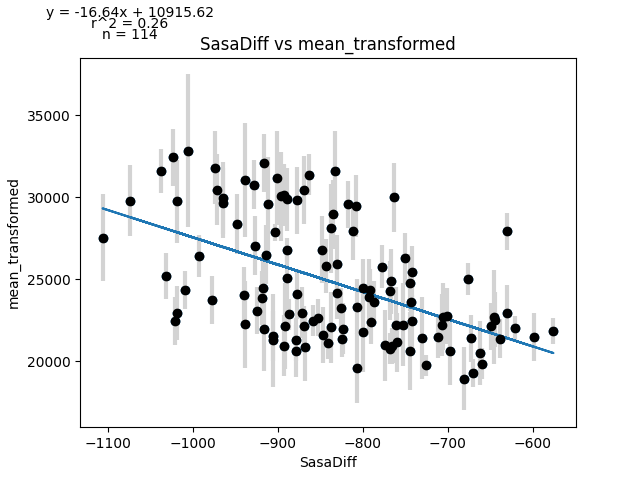 y = -16.64x + 10915.62
r^2 = 0.26
n = 114
SasaDiff vs mean_transformed
35000
30000
25000
20000
mean_transformed
−1100 −1000 −900 −800 −700 −600
SasaDiff